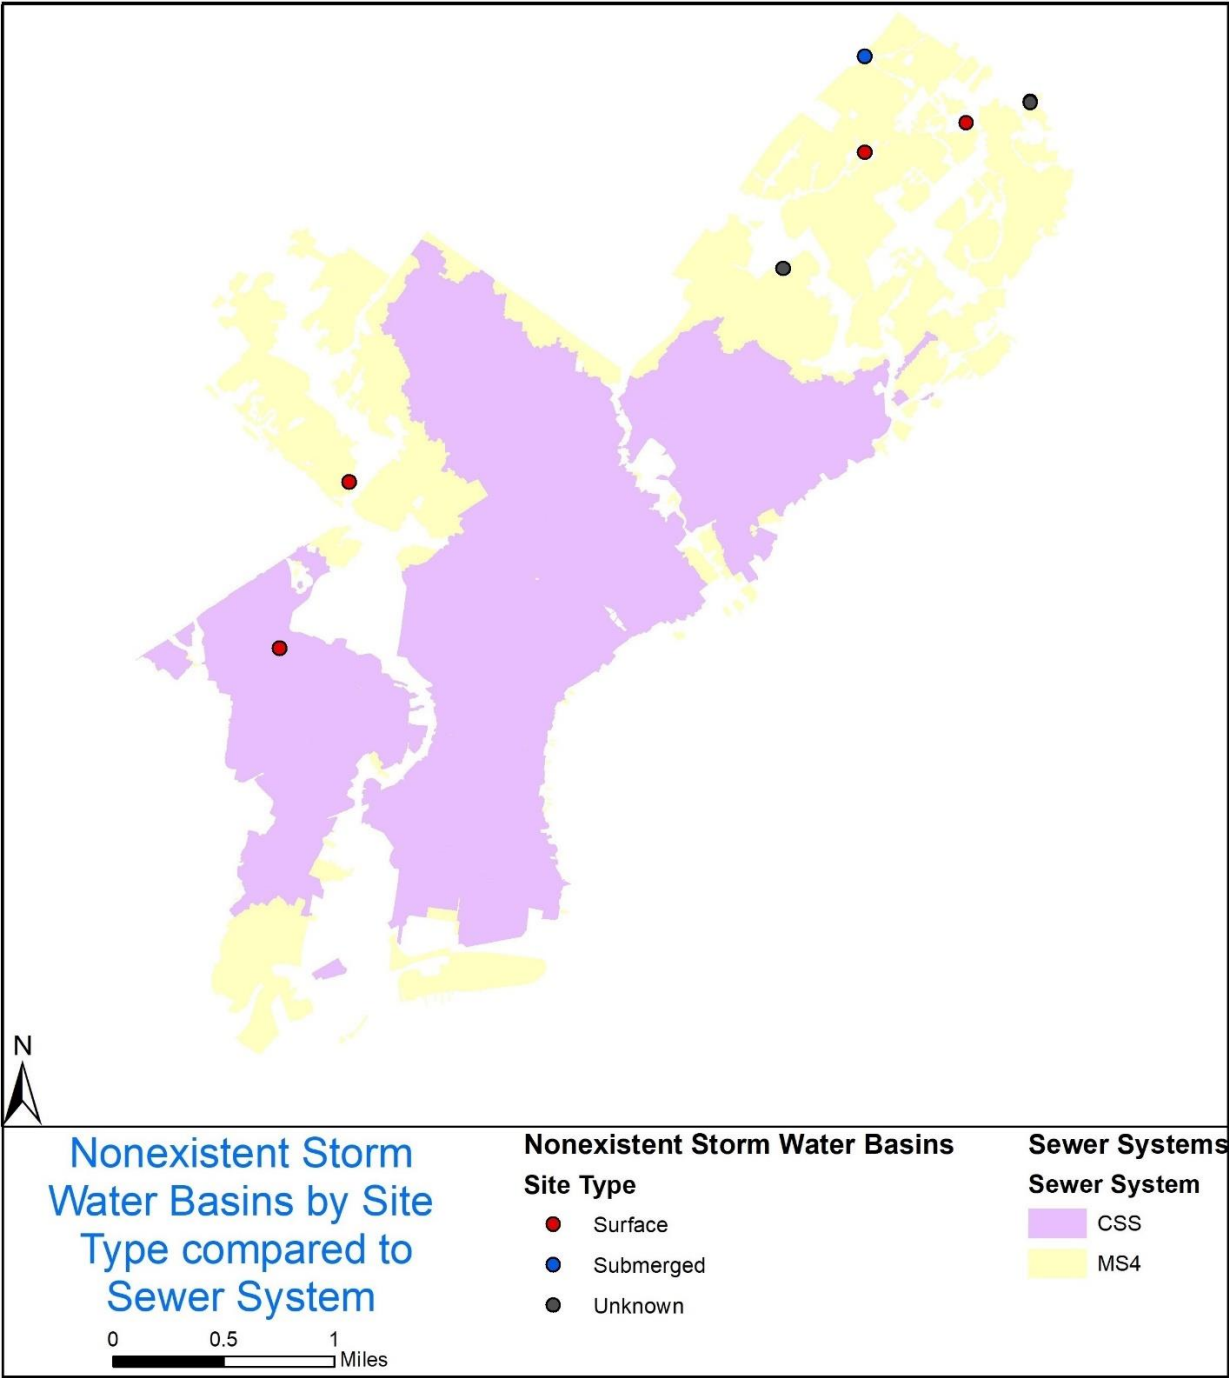 N
Nonexistent Storm
Water Basins by Site
Type compared to
Sewer System
0 0.5 1
Miles
Nonexistent Storm Water Basins
Site Type
Surface
Submerged
Unknown
Sewer Systems
Sewer System
CSS
MS4